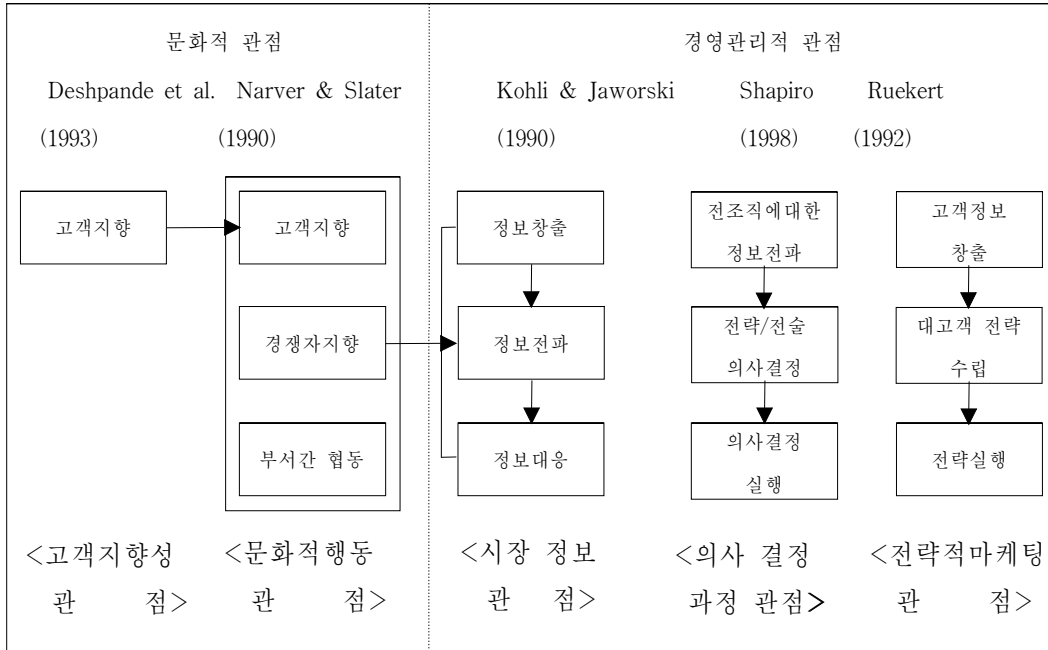 문화적 관점 경영관리적 관점
Deshpande et al. Narver & Slater Kohli & Jaworski Shapiro Ruekert
(1993) (1990) (1990) (1998) (1992)
고객지향
고객지향
경쟁자지향
부서간 협동
정보창출
정보전파
정보대응
전조직에대한
정보전파
전략/전술
의사결정
의사결정
실행
고객정보
창출
대고객 전략
수립
전략실행
<고객지향성
관 점>
<문화적행동
관 점>
<시장 정보
관 점>
<의사 결정
과정 관점>
<전략적마케팅
관 점>